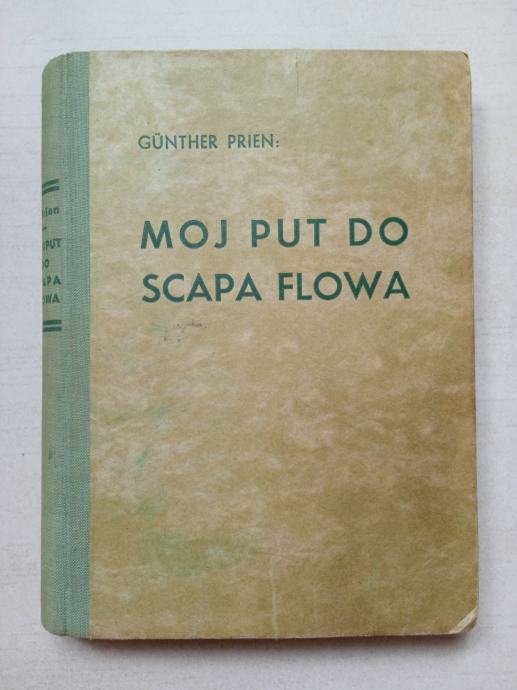 GÜNTHER PRIEN:
MOJ PUT DO
SCAPA FLOWA